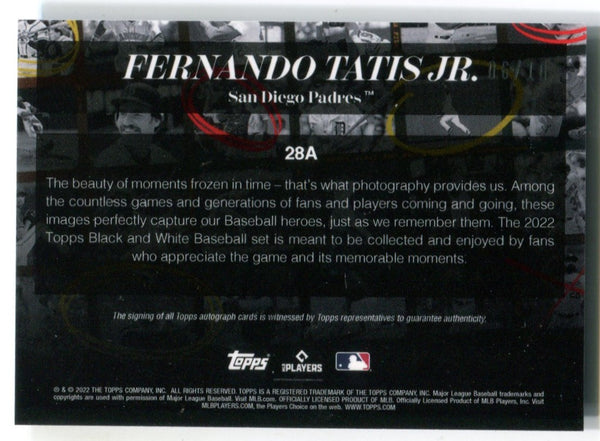 FERNANDO TATIS JR. 06/10
San Diego Padres™
28A
The beauty of moments frozen in time – that's what photography provides us. Among
the countless games and generations of fans and players coming and going, these
images perfectly capture our Baseball heroes, just as we remember them. The 2022
Topps Black and White Baseball set is meant to be collected and enjoyed by fans
who appreciate the game and its memorable moments.
The signing of all Topps autograph cards is witnessed by Topps representatives to guarantee authenticity.
Topps MLB PLAYERS
® & © 2022 THE TOPPS COMPANY, INC. ALL RIGHTS RESERVED. TOPPS IS A REGISTERED TRADEMARK OF THE TOPPS COMPANY, INC. Major League Baseball trademarks and
copyrights are used with permission of Major League Baseball. Visit MLB.com. OFFICIALLY LICENSED PRODUCT OF MLB. Officially Licensed Product of MLB Players, Inc. Visit
MLBPLAYERS.COM, the Players Choice on the web. WWW.TOPPS.COM